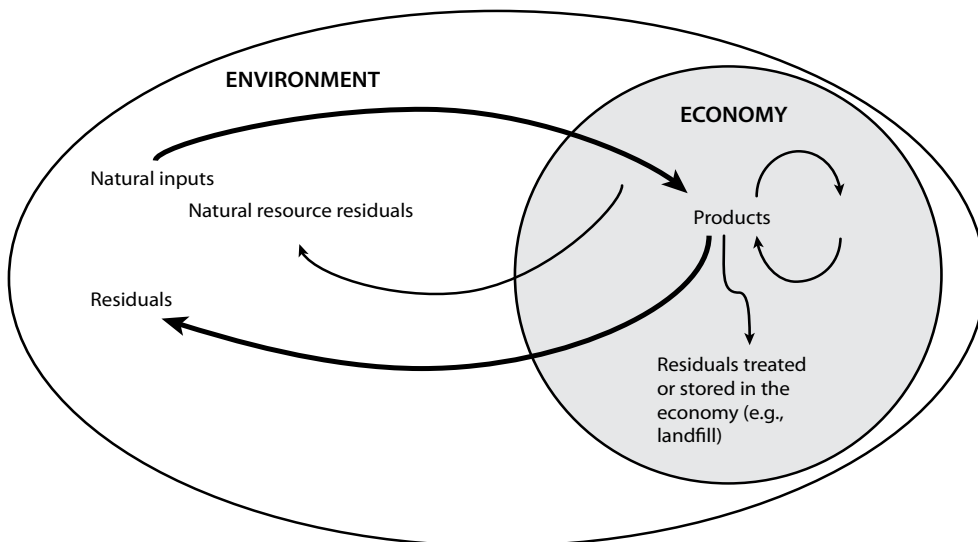 ENVIRONMENT
ECONOMY
Natural inputs
Natural resource residuals
Products
Residuals
Residuals treated
or stored in the
economy (e.g.,
landfill)